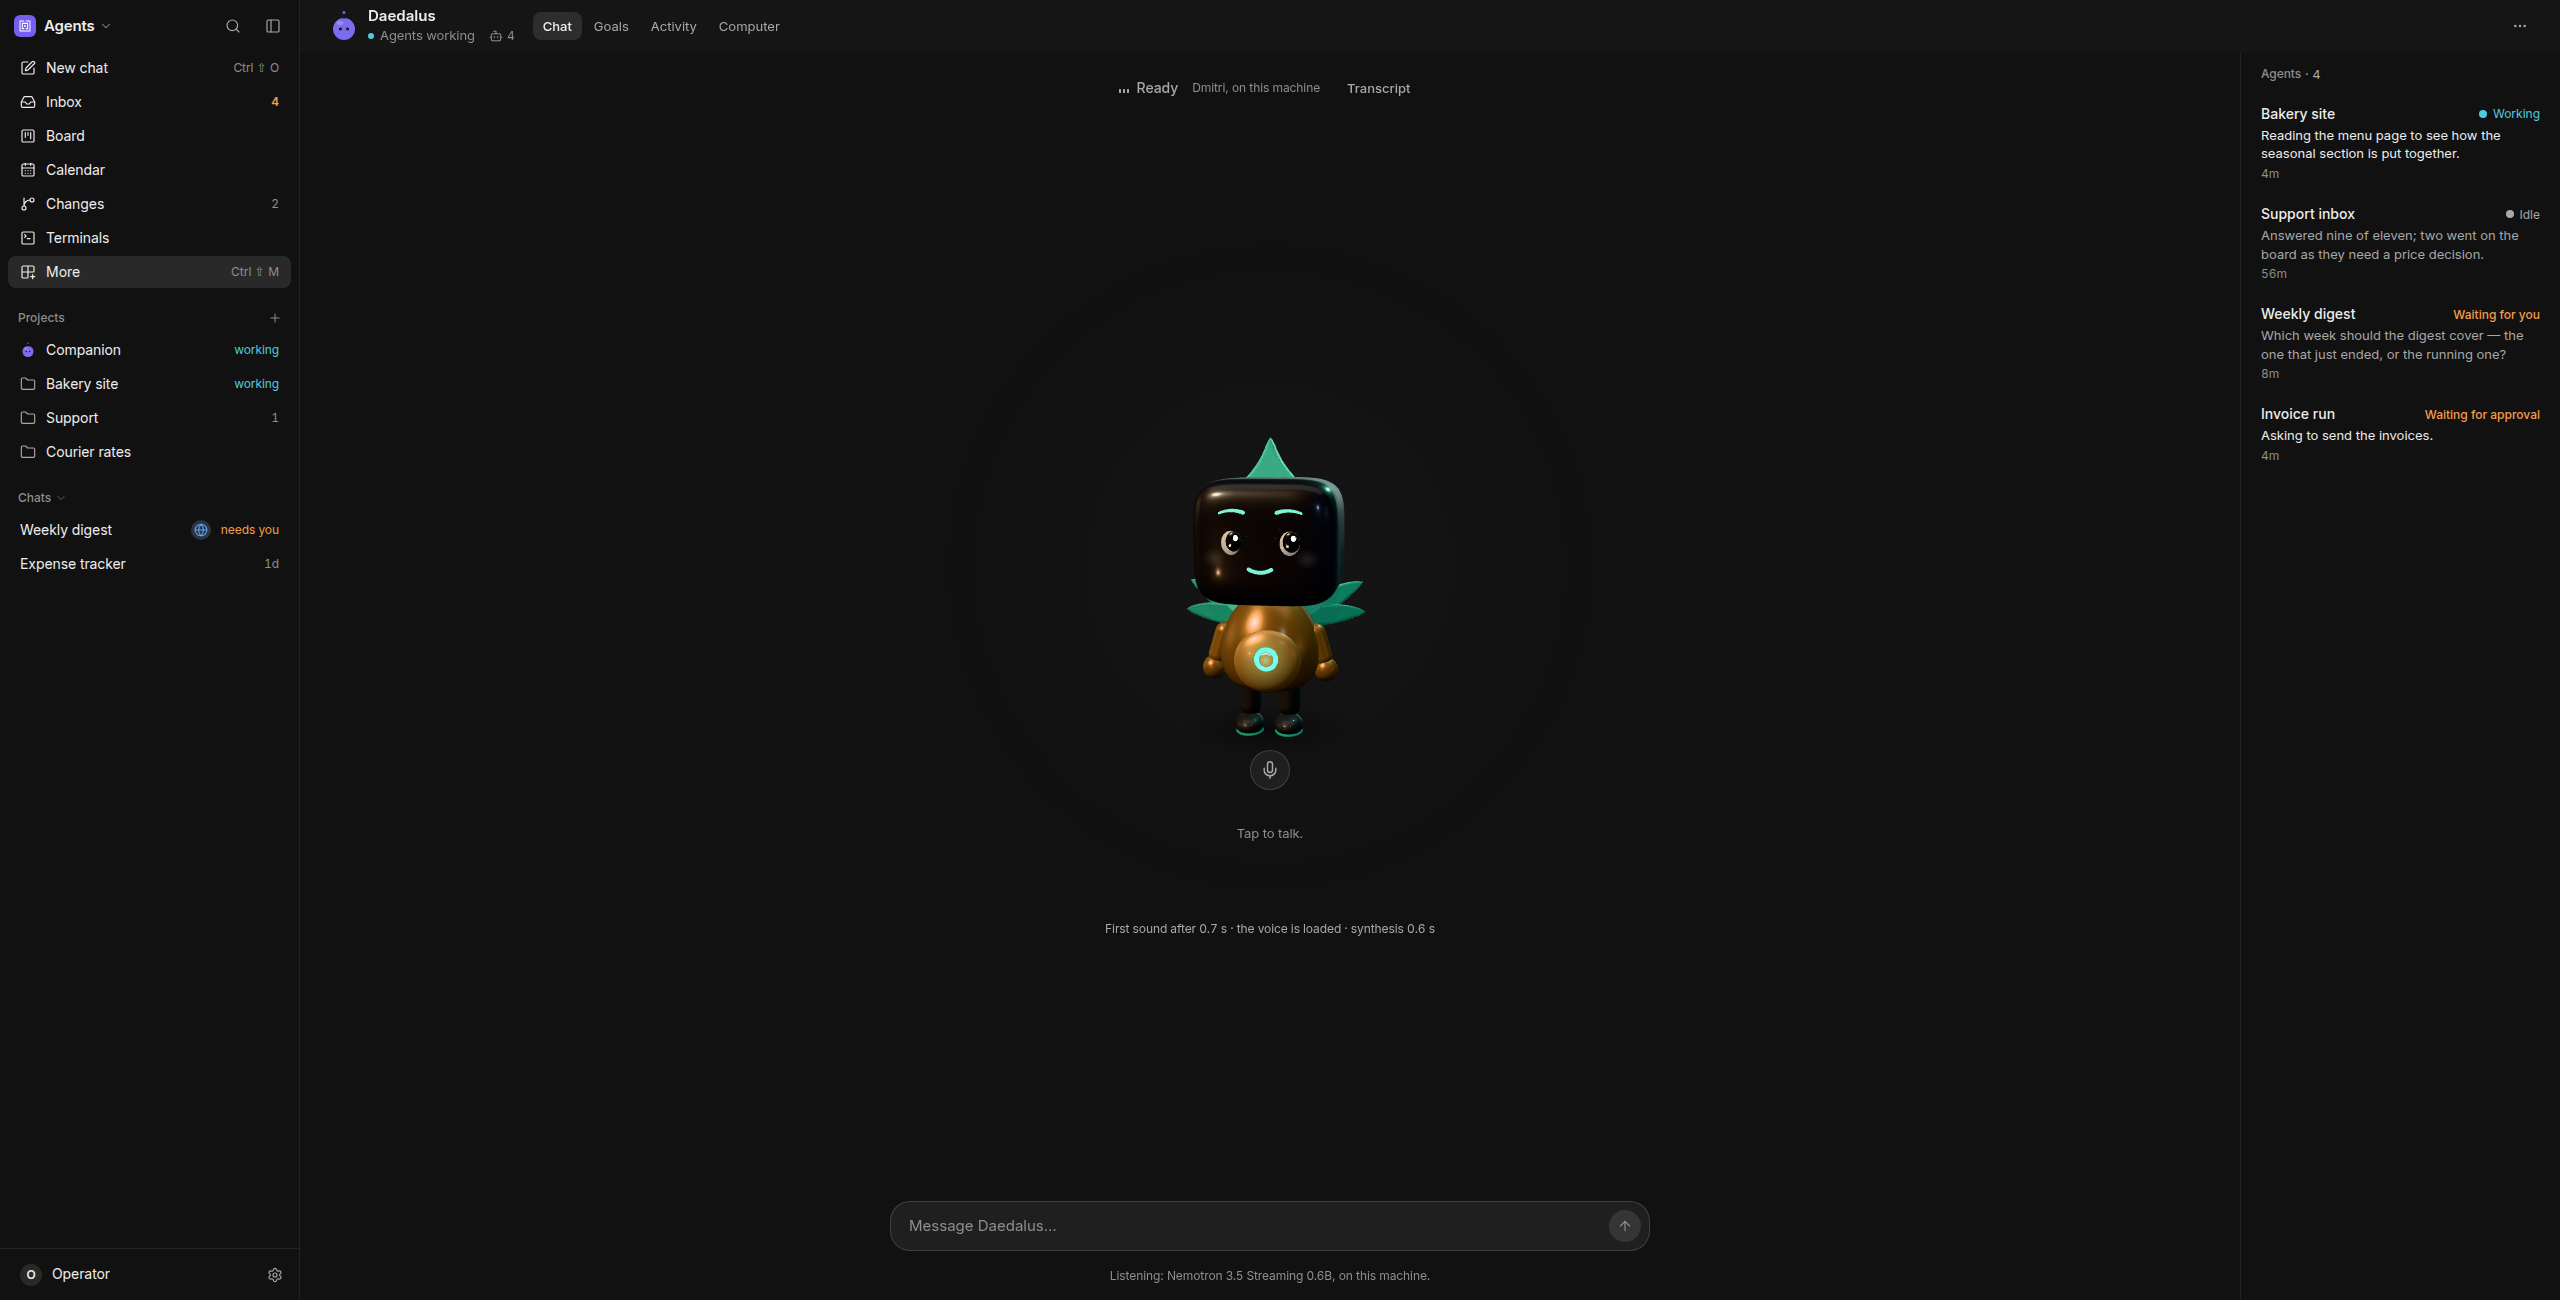 Agents
New chat Ctrl ⇧ O
Inbox 4
Board
Calendar
Changes 2
Terminals
More Ctrl ⇧ M
Projects
Companion working
Bakery site working
Support 1
Courier rates
Chats
Weekly digest needs you
Expense tracker 1d
O Operator
Daedalus
Agents working 4
Chat Goals Activity Computer
Ready Dmitri, on this machine Transcript
Tap to talk.
First sound after 0.7 s · the voice is loaded · synthesis 0.6 s
Message Daedalus...
Listening: Nemotron 3.5 Streaming 0.6B, on this machine.
Agents · 4
Bakery site Working
Reading the menu page to see how the
seasonal section is put together.
4m
Support inbox Idle
Answered nine of eleven; two went on the
board as they need a price decision.
56m
Weekly digest Waiting for you
Which week should the digest cover — the
one that just ended, or the running one?
8m
Invoice run Waiting for approval
Asking to send the invoices.
4m